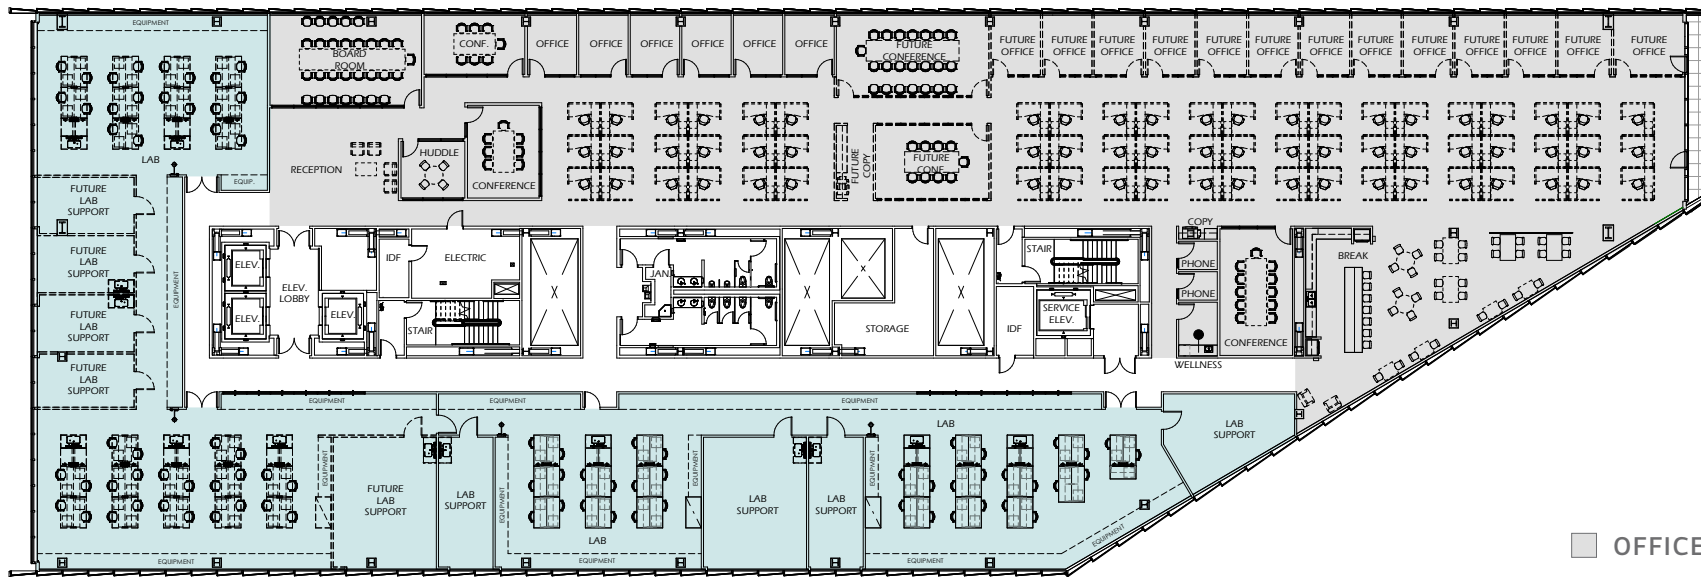 EQUIPMENT
BOARD
ROOM
CONF.
OFFICE
OFFICE
OFFICE
OFFICE
OFFICE
OFFICE
FUTURE
CONFERENCE
FUTURE
OFFICE
FUTURE
OFFICE
FUTURE
OFFICE
FUTURE
OFFICE
FUTURE
OFFICE
FUTURE
OFFICE
FUTURE
OFFICE
FUTURE
OFFICE
FUTURE
OFFICE
FUTURE
OFFICE
FUTURE
OFFICE
FUTURE
OFFICE
FUTURE
OFFICE
LAB
EQUIP.
RECEPTION
HUDDLE
CONFERENCE
FUTURE
COPY
FUTURE
CONF.
FUTURE
LAB
SUPPORT
FUTURE
LAB
SUPPORT
FUTURE
LAB
SUPPORT
FUTURE
LAB
SUPPORT
EQUIPMENT
ELEV.
ELEV.
ELEV.
LOBBY
ELEV.
IDF
ELECTRIC
STAIR
X
JAN.
X
X
STORAGE
X
IDF
STAIR
SERVICE
ELEV.
COPY
PHONE
PHONE
WELLNESS
CONFERENCE
BREAK
EQUIPMENT
EQUIPMENT
EQUIPMENT
EQUIPMENT
FUTURE
LAB
SUPPORT
LAB
SUPPORT
EQUIPMENT
LAB
EQUIPMENT
LAB
SUPPORT
LAB
SUPPORT
EQUIPMENT
LAB
LAB
SUPPORT
EQUIPMENT
EQUIPMENT
EQUIPMENT
EQUIPMENT
OFFICE